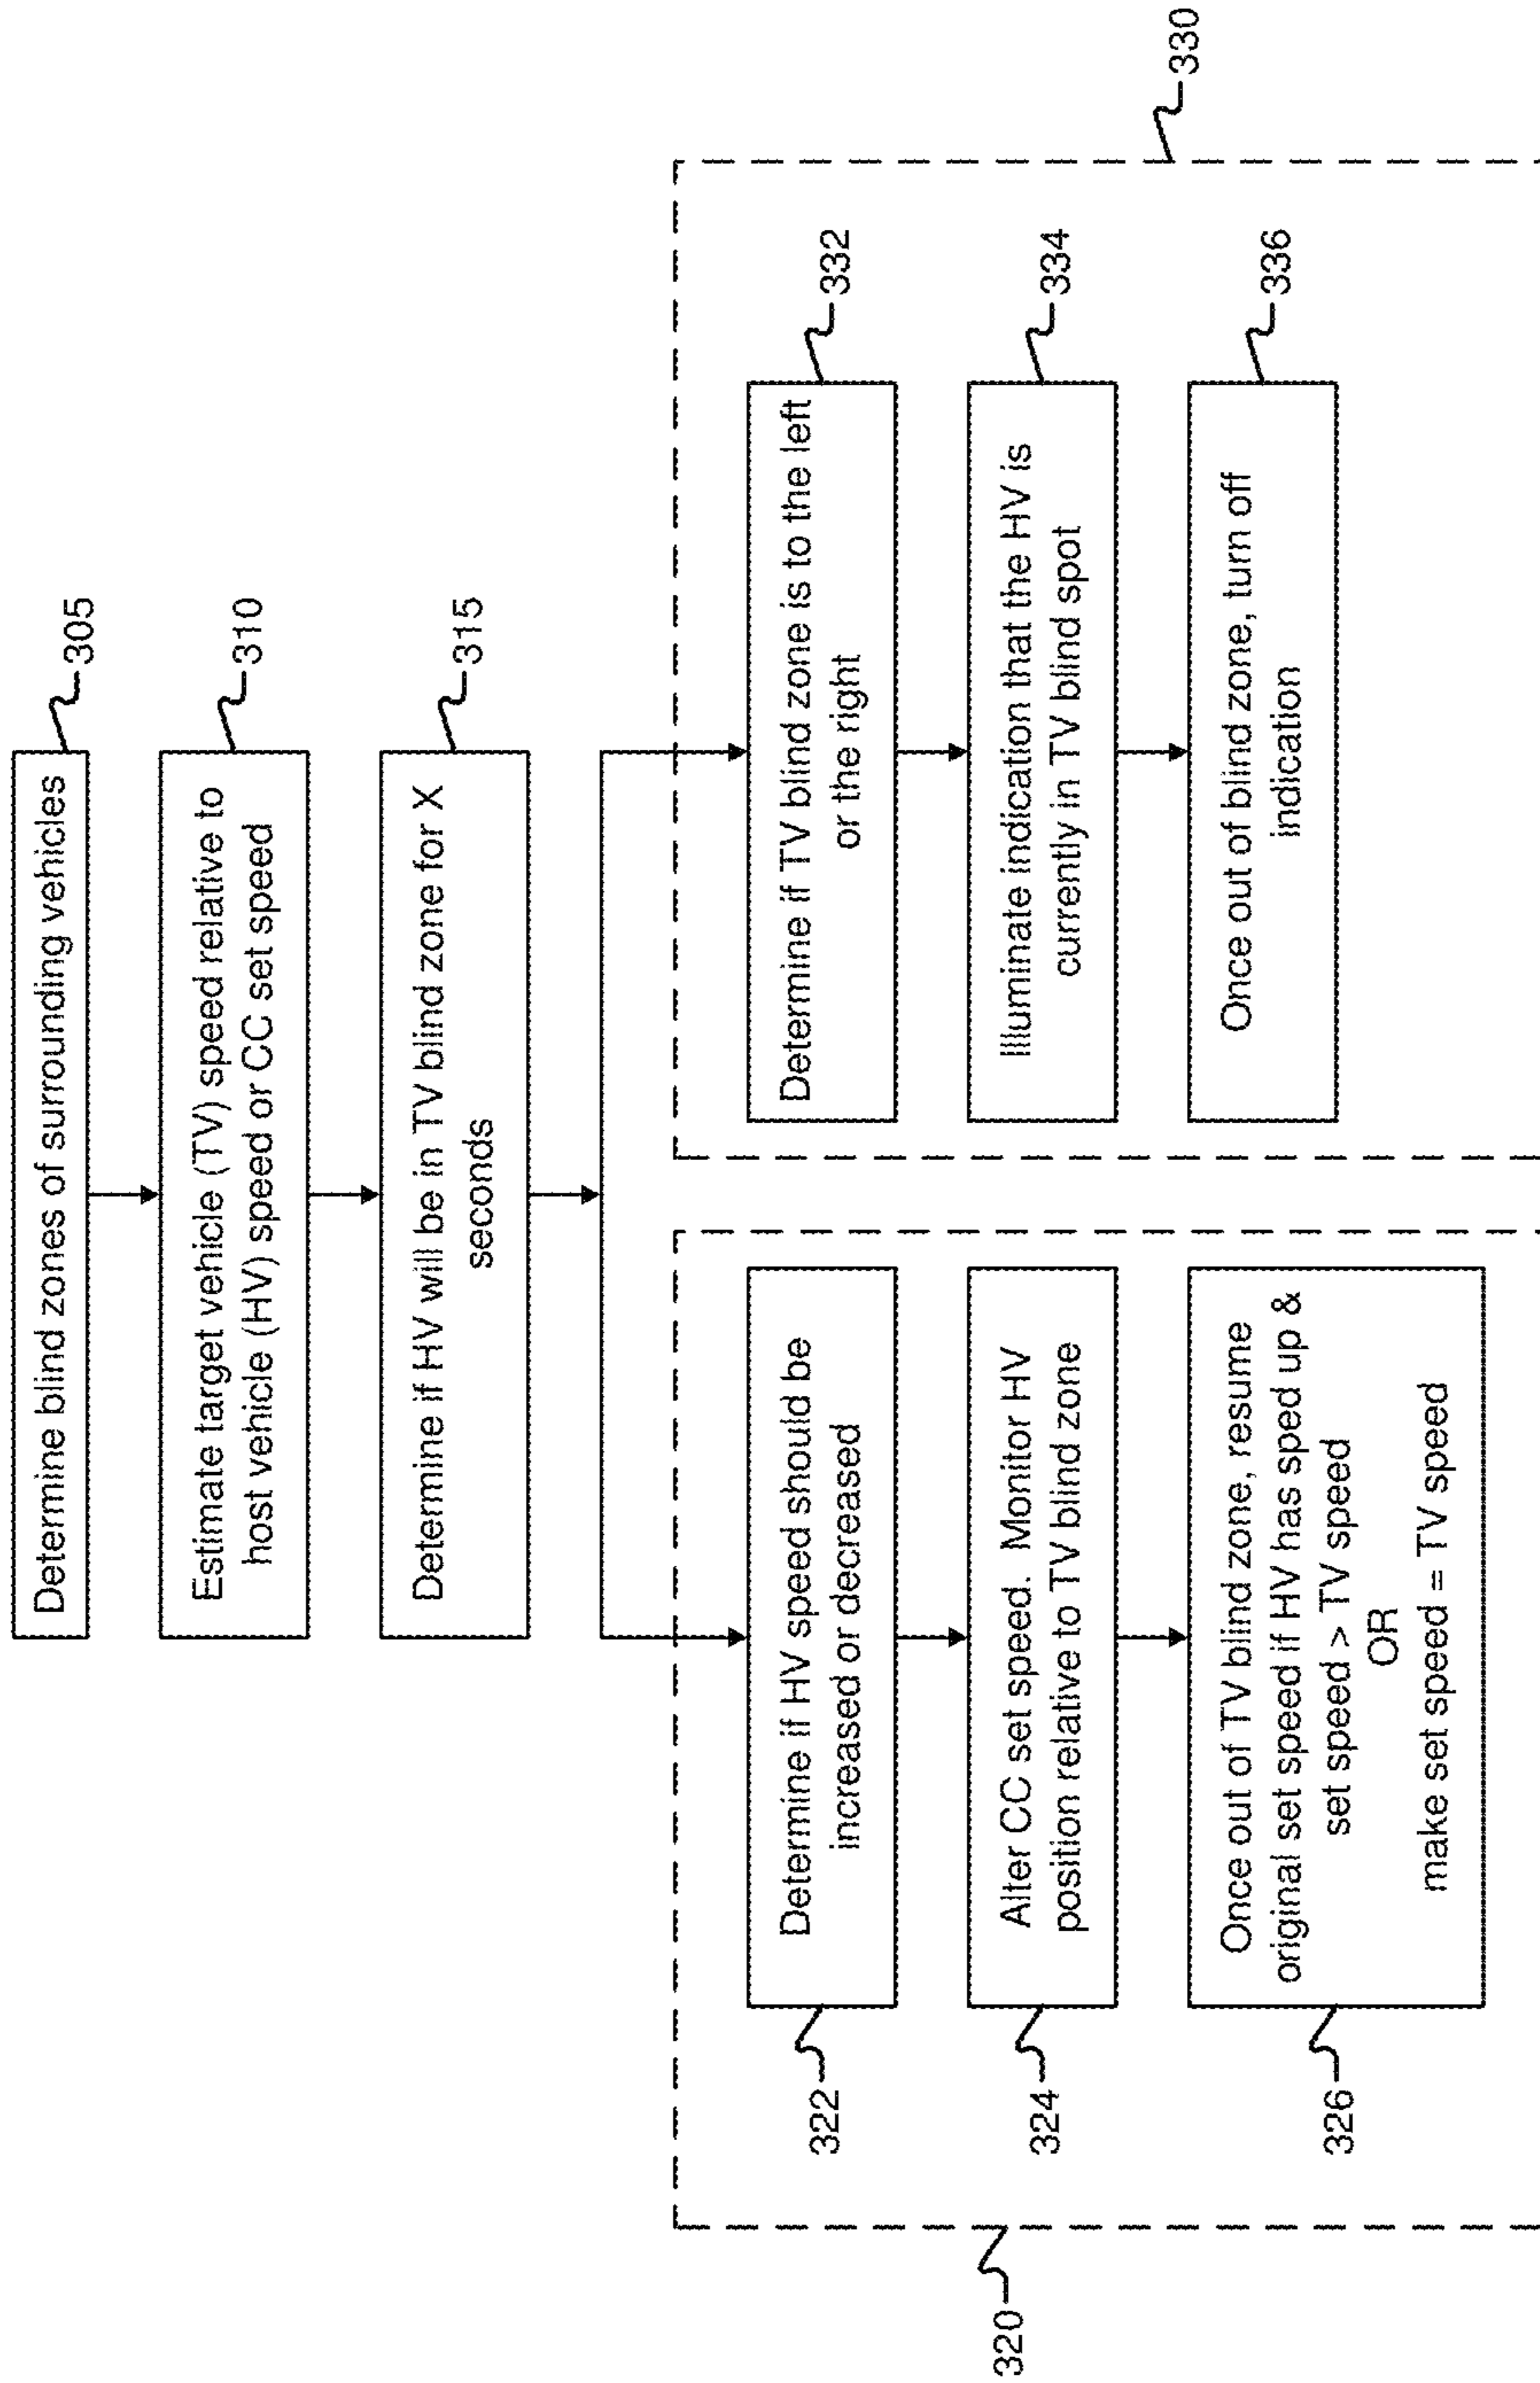 Determine blind zones of surrounding vehicles
305
Estimate target vehicle (TV) speed relative to
host vehicle (HV) speed or CC set speed
310
Determine if HV will be in TV blind zone for X
seconds
315
320
322
Determine if HV speed should be
increased or decreased
324
Alter CC set speed. Monitor HV
position relative to TV blind zone
326
Once out of TV blind zone, resume
original set speed if HV has sped up &
set speed > TV speed
OR
make set speed = TV speed
330
Determine if TV blind zone is to the left
or the right
332
Illuminate indication that the HV is
currently in TV blind spot
334
Once out of blind zone, turn off
indication
336